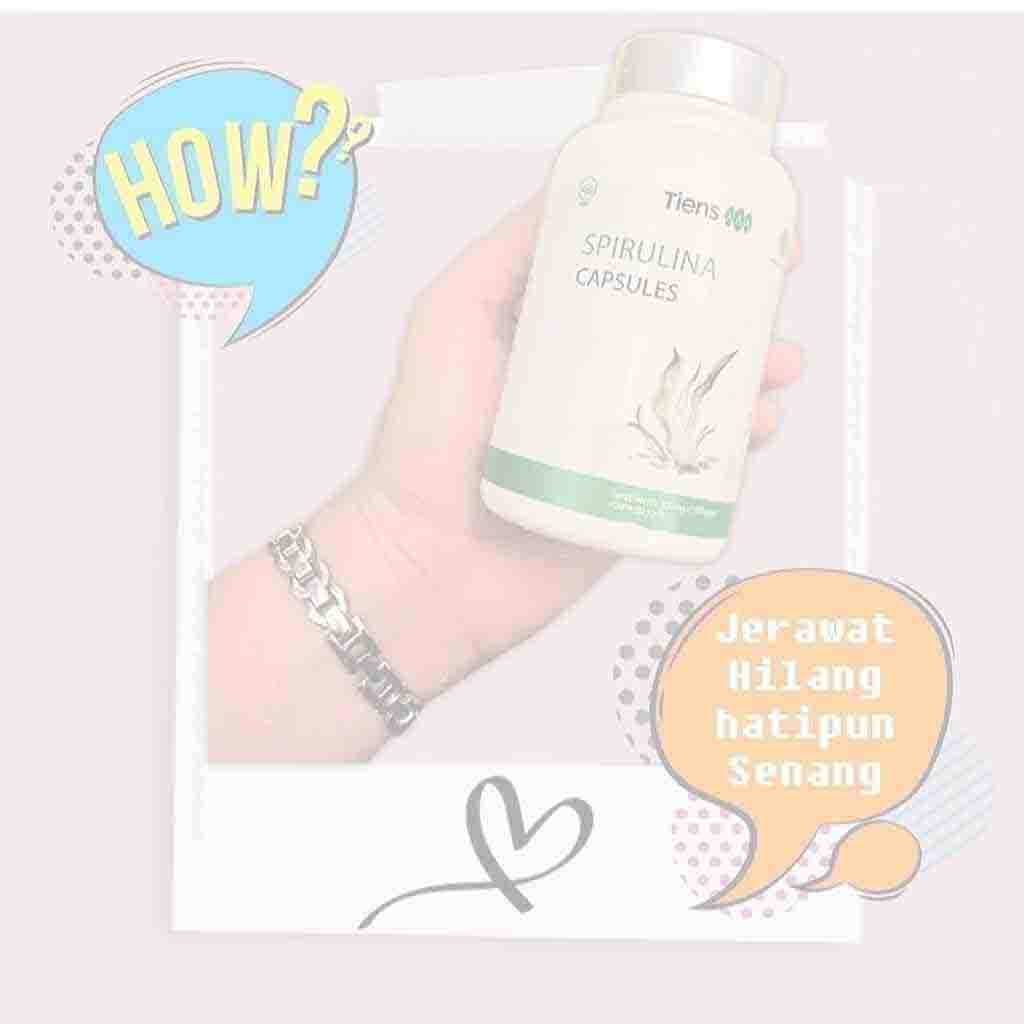 HOW??
Tiens
SPIRULINA
CAPSULES
Jerawat
Hilang
hatipun
Senang